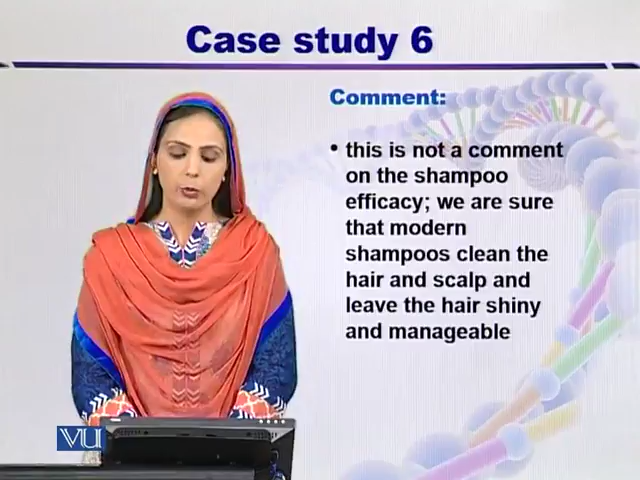 Case study 6
Comment:
• this is not a comment
on the shampoo
efficacy; we are sure
that modern
shampoos clean the
hair and scalp and
leave the hair shiny
and manageable
VU